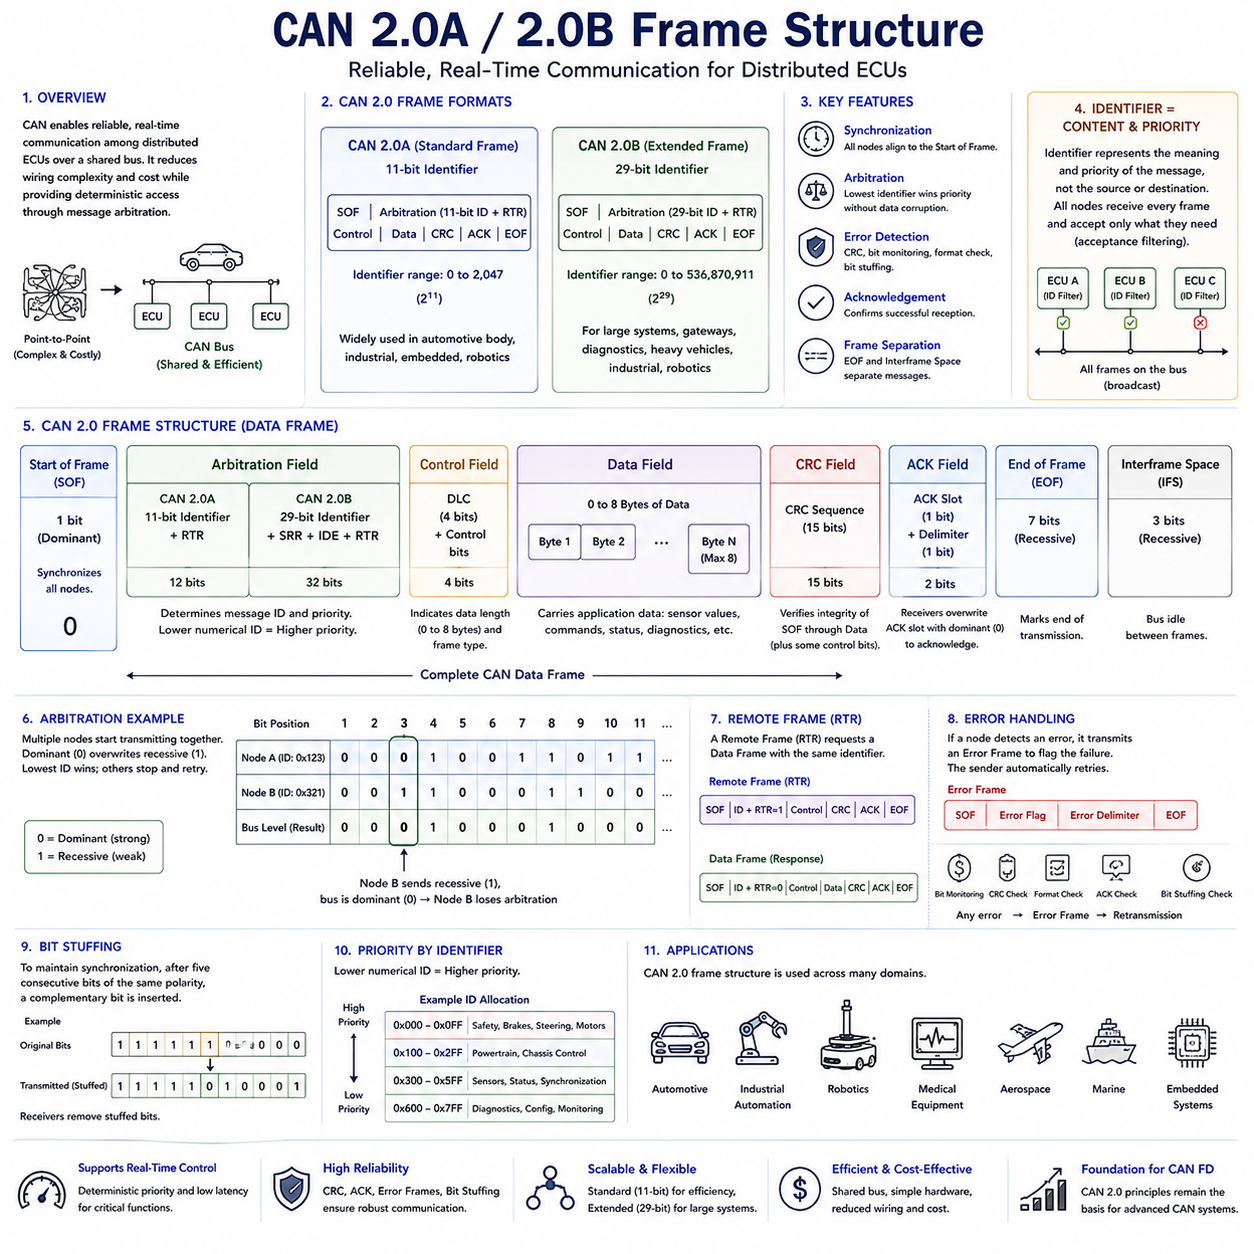 CAN 2.0A / 2.0B Frame Structure
Reliable, Real-Time Communication for Distributed ECUs
1. OVERVIEW
CAN enables reliable, real-time
communication among distributed
ECUs over a shared bus. It reduces
wiring complexity and cost while
providing deterministic access
through message arbitration.
Point-to-Point
(Complex & Costly)
ECU
ECU
ECU
CAN Bus
(Shared & Efficient)
2. CAN 2.0 FRAME FORMATS
CAN 2.0A (Standard Frame)
11-bit Identifier
SOF | Arbitration (11-bit ID + RTR)
Control | Data | CRC | ACK | EOF
Identifier range: 0 to 2,047
(2¹¹)
Widely used in automotive body,
industrial, embedded, robotics
CAN 2.0B (Extended Frame)
29-bit Identifier
SOF | Arbitration (29-bit ID + RTR)
Control | Data | CRC | ACK | EOF
Identifier range: 0 to 536,870,911
(2²⁹)
For large systems, gateways,
diagnostics, heavy vehicles,
industrial, robotics
3. KEY FEATURES
Synchronization
All nodes align to the Start of Frame.
Arbitration
Lowest identifier wins priority
without data corruption.
Error Detection
CRC, bit monitoring, format check,
bit stuffing.
Acknowledgement
Confirms successful reception.
Frame Separation
EOF and Interframe Space
separate messages.
4. IDENTIFIER =
CONTENT & PRIORITY
Identifier represents the meaning
and priority of the message,
not the source or destination.
All nodes receive every frame
and accept only what they need
(acceptance filtering).
ECU A
(ID Filter)
ECU B
(ID Filter)
ECU C
(ID Filter)
All frames on the bus
(broadcast)
5. CAN 2.0 FRAME STRUCTURE (DATA FRAME)
Start of Frame
(SOF)
1 bit
(Dominant)
Synchronizes
all nodes.
0
Arbitration Field
CAN 2.0A
11-bit Identifier
+ RTR
12 bits
CAN 2.0B
29-bit Identifier
+ SRR + IDE + RTR
32 bits
Determines message ID and priority.
Lower numerical ID = Higher priority.
Control Field
DLC
(4 bits)
+ Control
bits
4 bits
Indicates data length
(0 to 8 bytes) and
frame type.
Data Field
0 to 8 Bytes of Data
Byte 1
Byte 2
...
Byte N
(Max 8)
Carries application data: sensor values,
commands, status, diagnostics, etc.
CRC Field
CRC Sequence
(15 bits)
15 bits
Verifies integrity of
SOF through Data
(plus some control bits).
ACK Field
ACK Slot
(1 bit)
+ Delimiter
(1 bit)
2 bits
Receivers overwrite
ACK slot with dominant (0)
to acknowledge.
End of Frame
(EOF)
7 bits
(Recessive)
Marks end of
transmission.
Interframe Space
(IFS)
3 bits
(Recessive)
Bus idle
between frames.
Complete CAN Data Frame
6. ARBITRATION EXAMPLE
Multiple nodes start transmitting together.
Dominant (0) overwrites recessive (1).
Lowest ID wins; others stop and retry.
0 = Dominant (strong)
1 = Recessive (weak)
Bit Position 1 2 3 4 5 6 7 8 9 10 11 ...
Node A (ID: 0x123) 0 0 0 1 0 0 1 1 0 1 1 ...
Node B (ID: 0x321) 0 0 1 1 0 0 0 1 1 0 0 ...
Bus Level (Result) 0 0 0 1 0 0 0 1 0 0 0 ...
Node B sends recessive (1),
bus is dominant (0) → Node B loses arbitration
7. REMOTE FRAME (RTR)
A Remote Frame (RTR) requests a
Data Frame with the same identifier.
Remote Frame (RTR)
SOF | ID + RTR=1 | Control | CRC | ACK | EOF
Data Frame (Response)
SOF | ID + RTR=0 | Control | Data | CRC | ACK | EOF
8. ERROR HANDLING
If a node detects an error, it transmits
an Error Frame to flag the failure.
The sender automatically retries.
Error Frame
SOF | Error Flag | Error Delimiter | EOF
Bit Monitoring
CRC Check
Format Check
ACK Check
Bit Stuffing Check
Any error → Error Frame → Retransmission
9. BIT STUFFING
To maintain synchronization, after five
consecutive bits of the same polarity,
a complementary bit is inserted.
Example
Original Bits 1 1 1 1 1 1 0 0 0 0
Transmitted (Stuffed) 1 1 1 1 1 0 1 0 0 0 1
Receivers remove stuffed bits.
10. PRIORITY BY IDENTIFIER
Lower numerical ID = Higher priority.
Example ID Allocation
High
Priority
Low
Priority
0x000 – 0x0FF Safety, Brakes, Steering, Motors
0x100 – 0x2FF Powertrain, Chassis Control
0x300 – 0x5FF Sensors, Status, Synchronization
0x600 – 0x7FF Diagnostics, Config, Monitoring
11. APPLICATIONS
CAN 2.0 frame structure is used across many domains.
Automotive
Industrial
Automation
Robotics
Medical
Equipment
Aerospace
Marine
Embedded
Systems
Supports Real-Time Control
Deterministic priority and low latency
for critical functions.
High Reliability
CRC, ACK, Error Frames, Bit Stuffing
ensure robust communication.
Scalable & Flexible
Standard (11-bit) for efficiency,
Extended (29-bit) for large systems.
$
Efficient & Cost-Effective
Shared bus, simple hardware,
reduced wiring and cost.
Foundation for CAN FD
CAN 2.0 principles remain the
basis for advanced CAN systems.